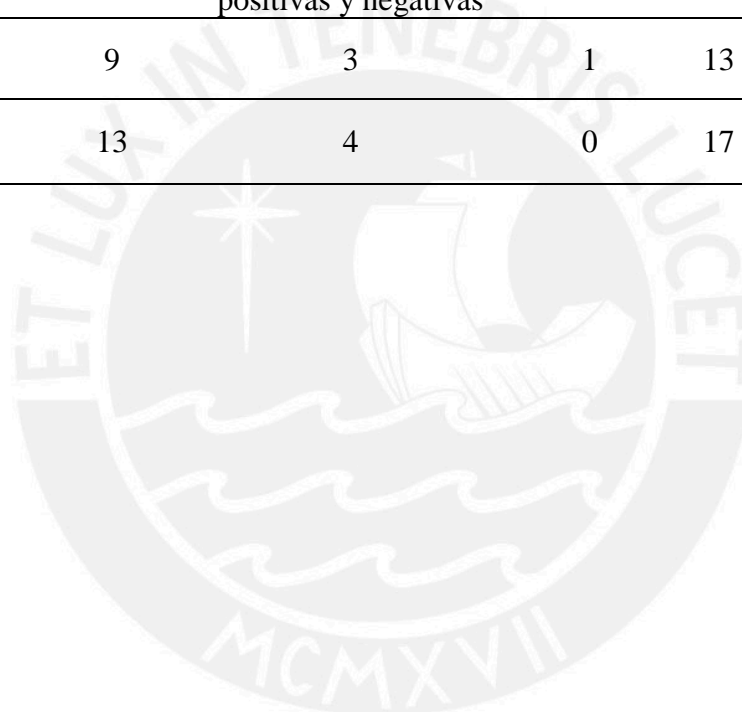 positivas y negativas
9 3 1 13
13 4 0 17
ET LUX IN TENEBRIS LUCET
MCMXVII